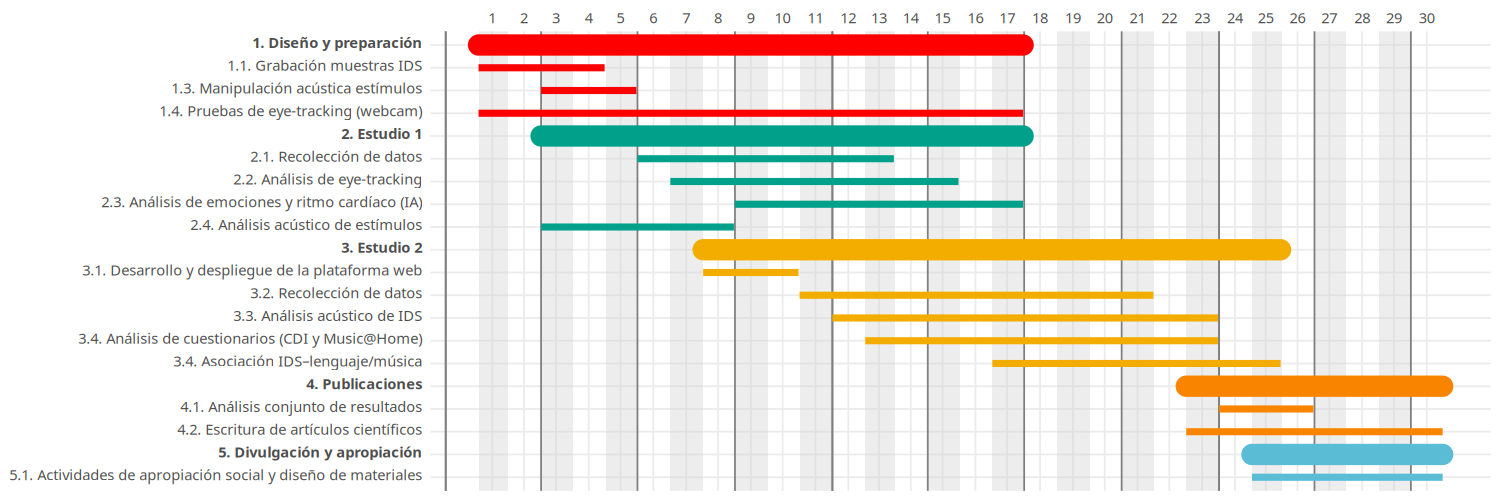 1 2 3 4 5 6 7 8 9 10 11 12 13 14 15 16 17 18 19 20 21 22 23 24 25 26 27 28 29 30
1. Diseño y preparación
1.1. Grabación muestras IDS
1.3. Manipulación acústica estímulos
1.4. Pruebas de eye-tracking (webcam)
2. Estudio 1
2.1. Recolección de datos
2.2. Análisis de eye-tracking
2.3. Análisis de emociones y ritmo cardíaco (IA)
2.4. Análisis acústico de estímulos
3. Estudio 2
3.1. Desarrollo y despliegue de la plataforma web
3.2. Recolección de datos
3.3. Análisis acústico de IDS
3.4. Análisis de cuestionarios (CDI y Music@Home)
3.4. Asociación IDS–lenguaje/música
4. Publicaciones
4.1. Análisis conjunto de resultados
4.2. Escritura de artículos científicos
5. Divulgación y apropiación
5.1. Actividades de apropiación social y diseño de materiales